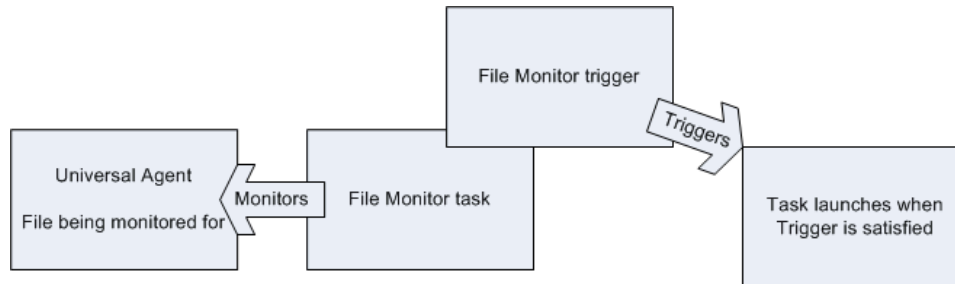 File Monitor trigger
Triggers
Universal Agent
File being monitored for
Monitors
File Monitor task
Task launches when
Trigger is satisfied